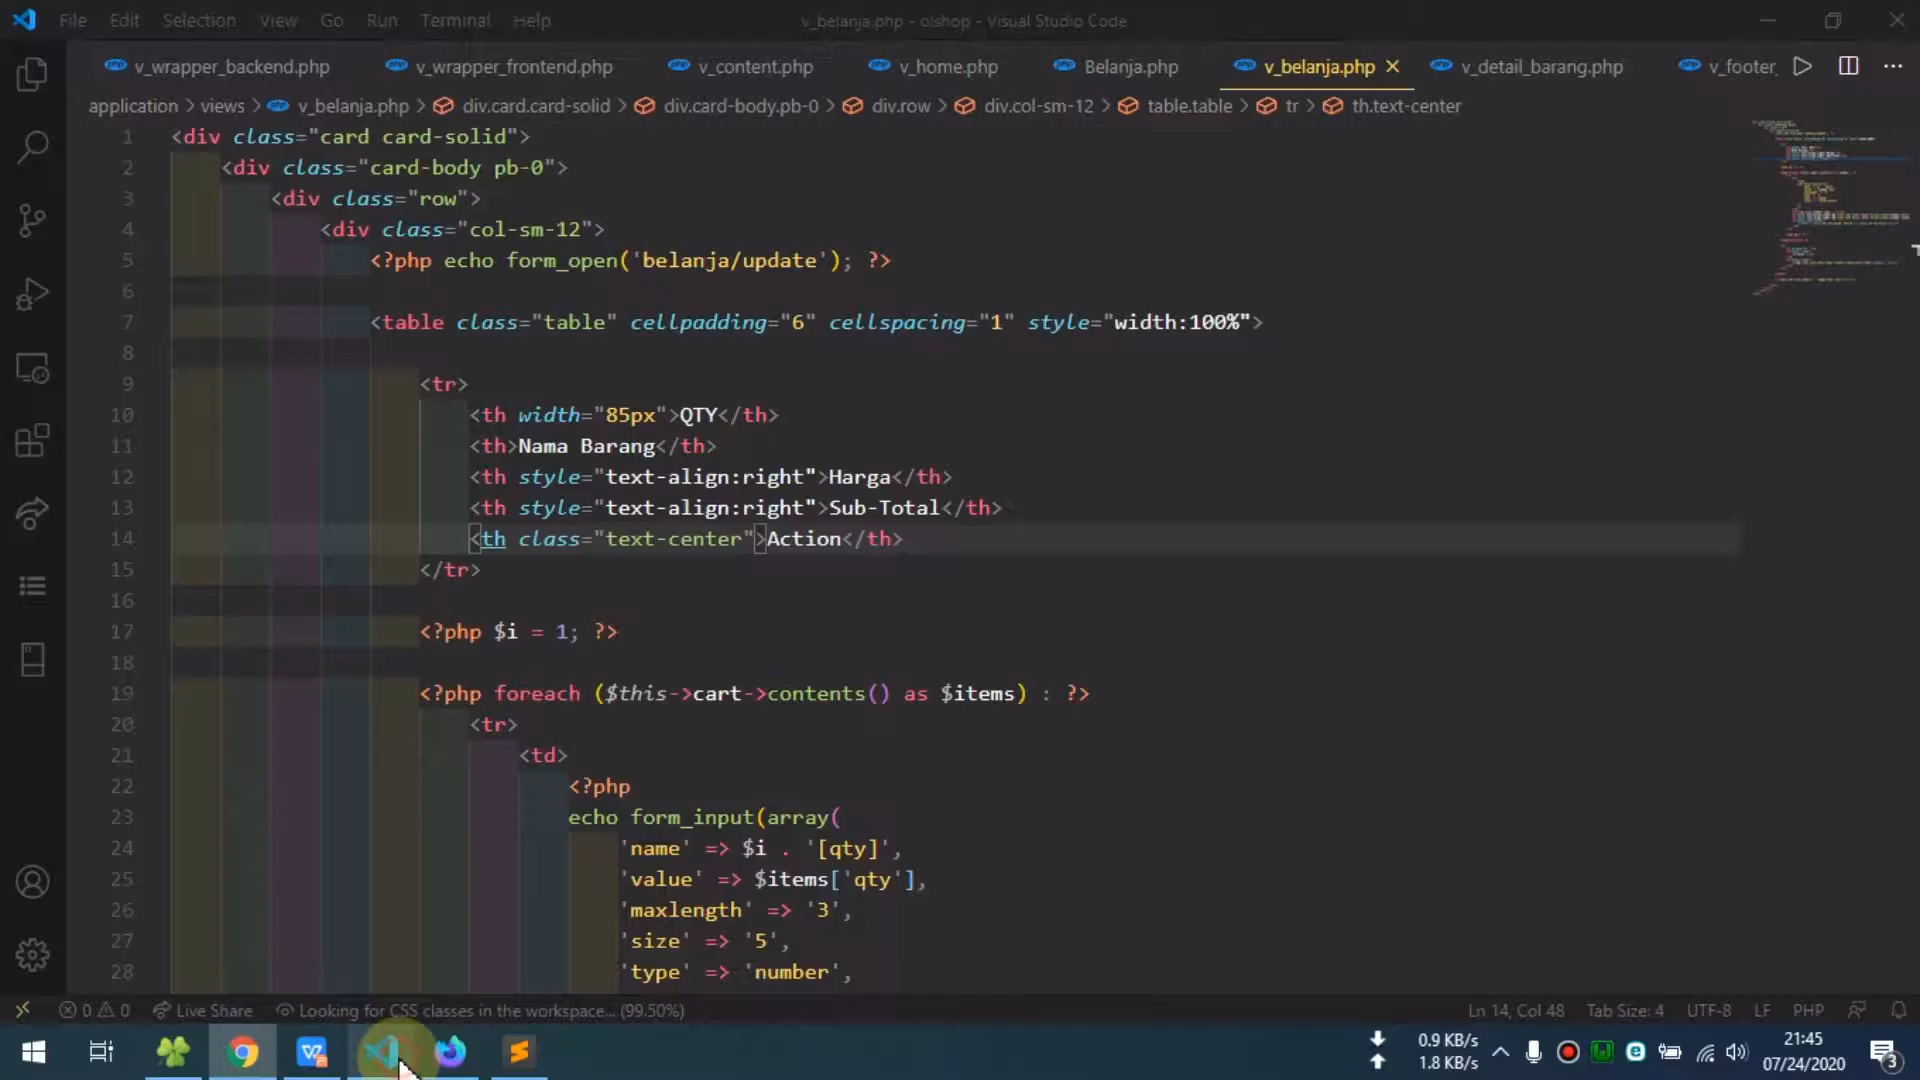 File Edit Selection View Go Run Terminal Help
v_belanja.php - olshop - Visual Studio Code
v_wrapper_backend.php v_wrapper_frontend.php v_content.php v_home.php Belanja.php v_belanja.php v_detail_barang.php v_footer
application > views > v_belanja.php > div.card.card-solid > div.card-body.pb-0 > div.row > div.col-sm-12 > table.table > tr > th.text-center
1 <div class="card card-solid">
2 <div class="card-body pb-0">
3 <div class="row">
4 <div class="col-sm-12">
5 <?php echo form_open('belanja/update'); ?>
6
7 <table class="table" cellpadding="6" cellspacing="1" style="width:100%">
8
9 <tr>
10 <th width="85px">QTY</th>
11 <th>Nama Barang</th>
12 <th style="text-align:right">Harga</th>
13 <th style="text-align:right">Sub-Total</th>
14 <th class="text-center">Action</th>
15 </tr>
16
17 <?php $i = 1; ?>
18
19 <?php foreach ($this->cart->contents() as $items) : ?>
20 <tr>
21 <td>
22 <?php
23 echo form_input(array(
24 'name' => $i . '[qty]',
25 'value' => $items['qty'],
26 'maxlength' => '3',
27 'size' => '5',
28 'type' => 'number',
0 0 Live Share Looking for CSS classes in the workspace... (99.50%) Ln 14, Col 48 Tab Size: 4 UTF-8 LF PHP
0.9 KB/s
1.8 KB/s
21:45
07/24/2020
3